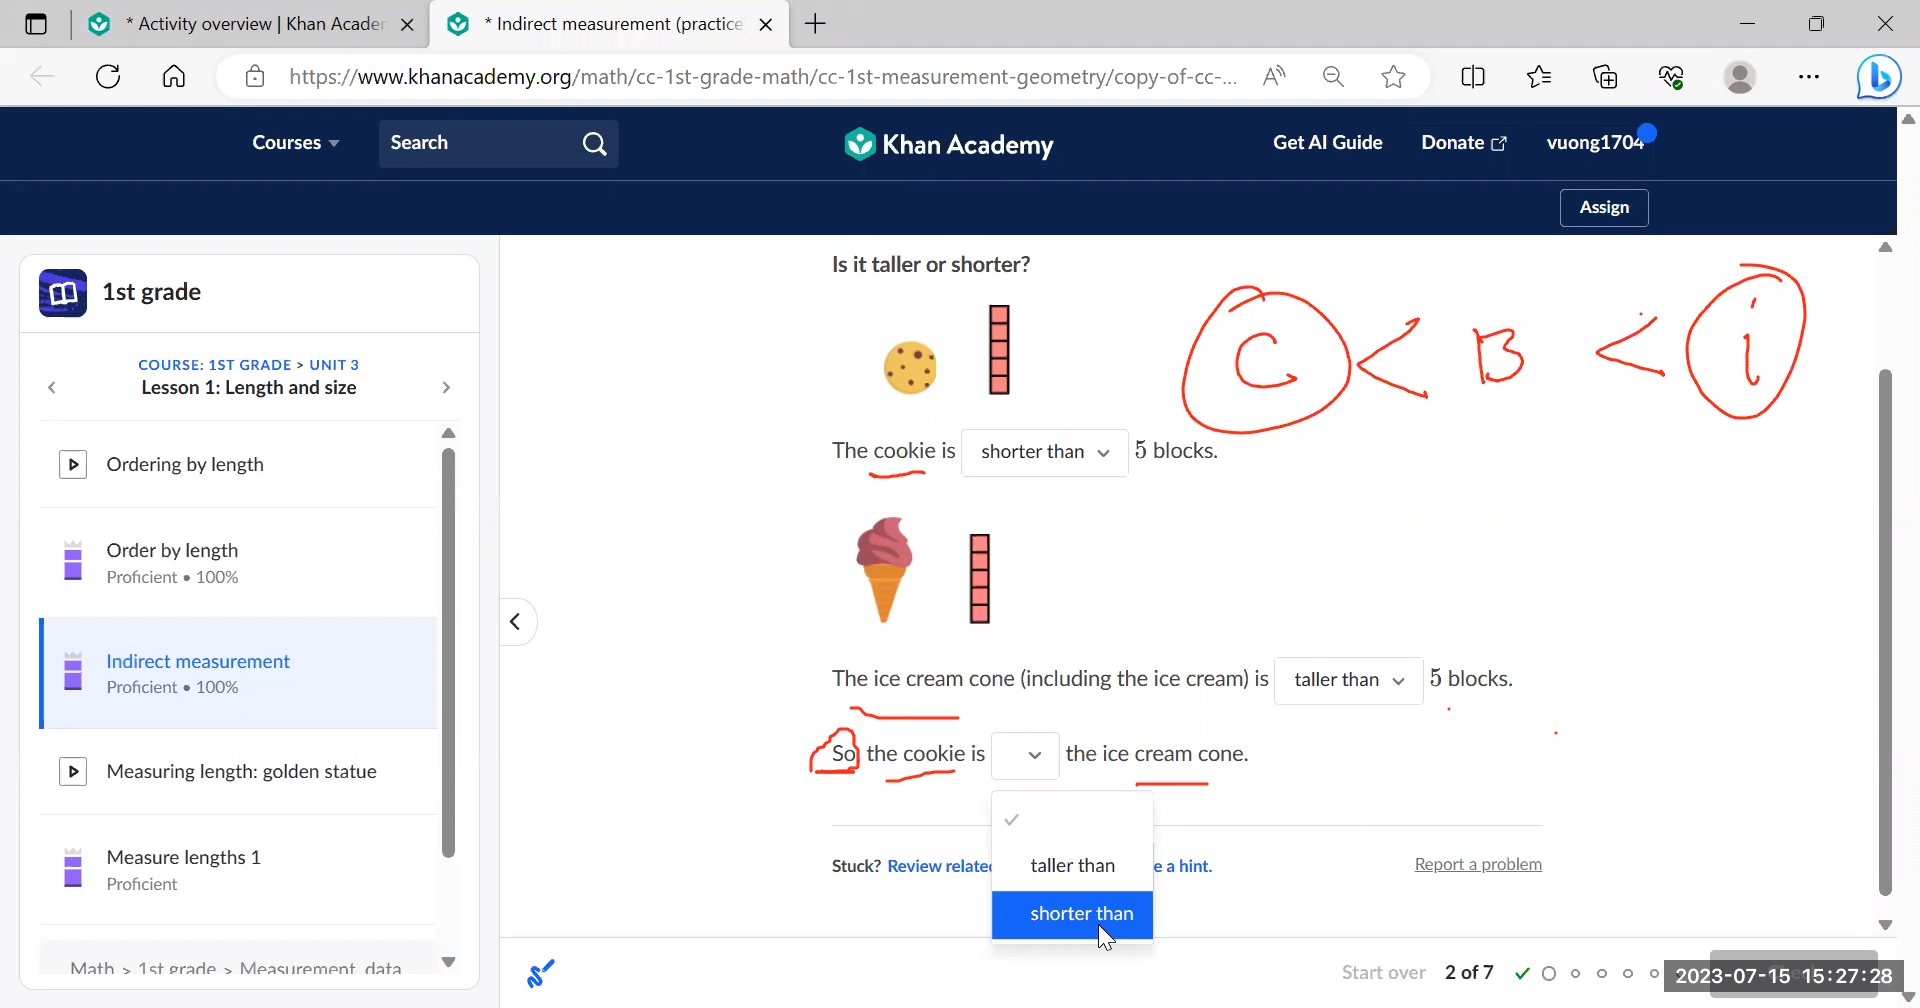 * Activity overview | Khan Academ
* Indirect measurement (practice
https://www.khanacademy.org/math/cc-1st-grade-math/cc-1st-measurement-geometry/copy-of-cc-...
Courses
Search
Khan Academy
Get AI Guide
Donate
vuong1704
Assign
1st grade
COURSE: 1ST GRADE > UNIT 3
Lesson 1: Length and size
Ordering by length
Order by length
Proficient • 100%
Indirect measurement
Proficient • 100%
Measuring length: golden statue
Measure lengths 1
Proficient
Math > 1st grade > Measurement, data,
Is it taller or shorter?
C < B < i
The cookie is shorter than 5 blocks.
The ice cream cone (including the ice cream) is taller than 5 blocks.
So the cookie is the ice cream cone.
taller than
shorter than
Stuck? Review related e a hint.
Report a problem
Start over 2 of 7
2023-07-15 15:27:28